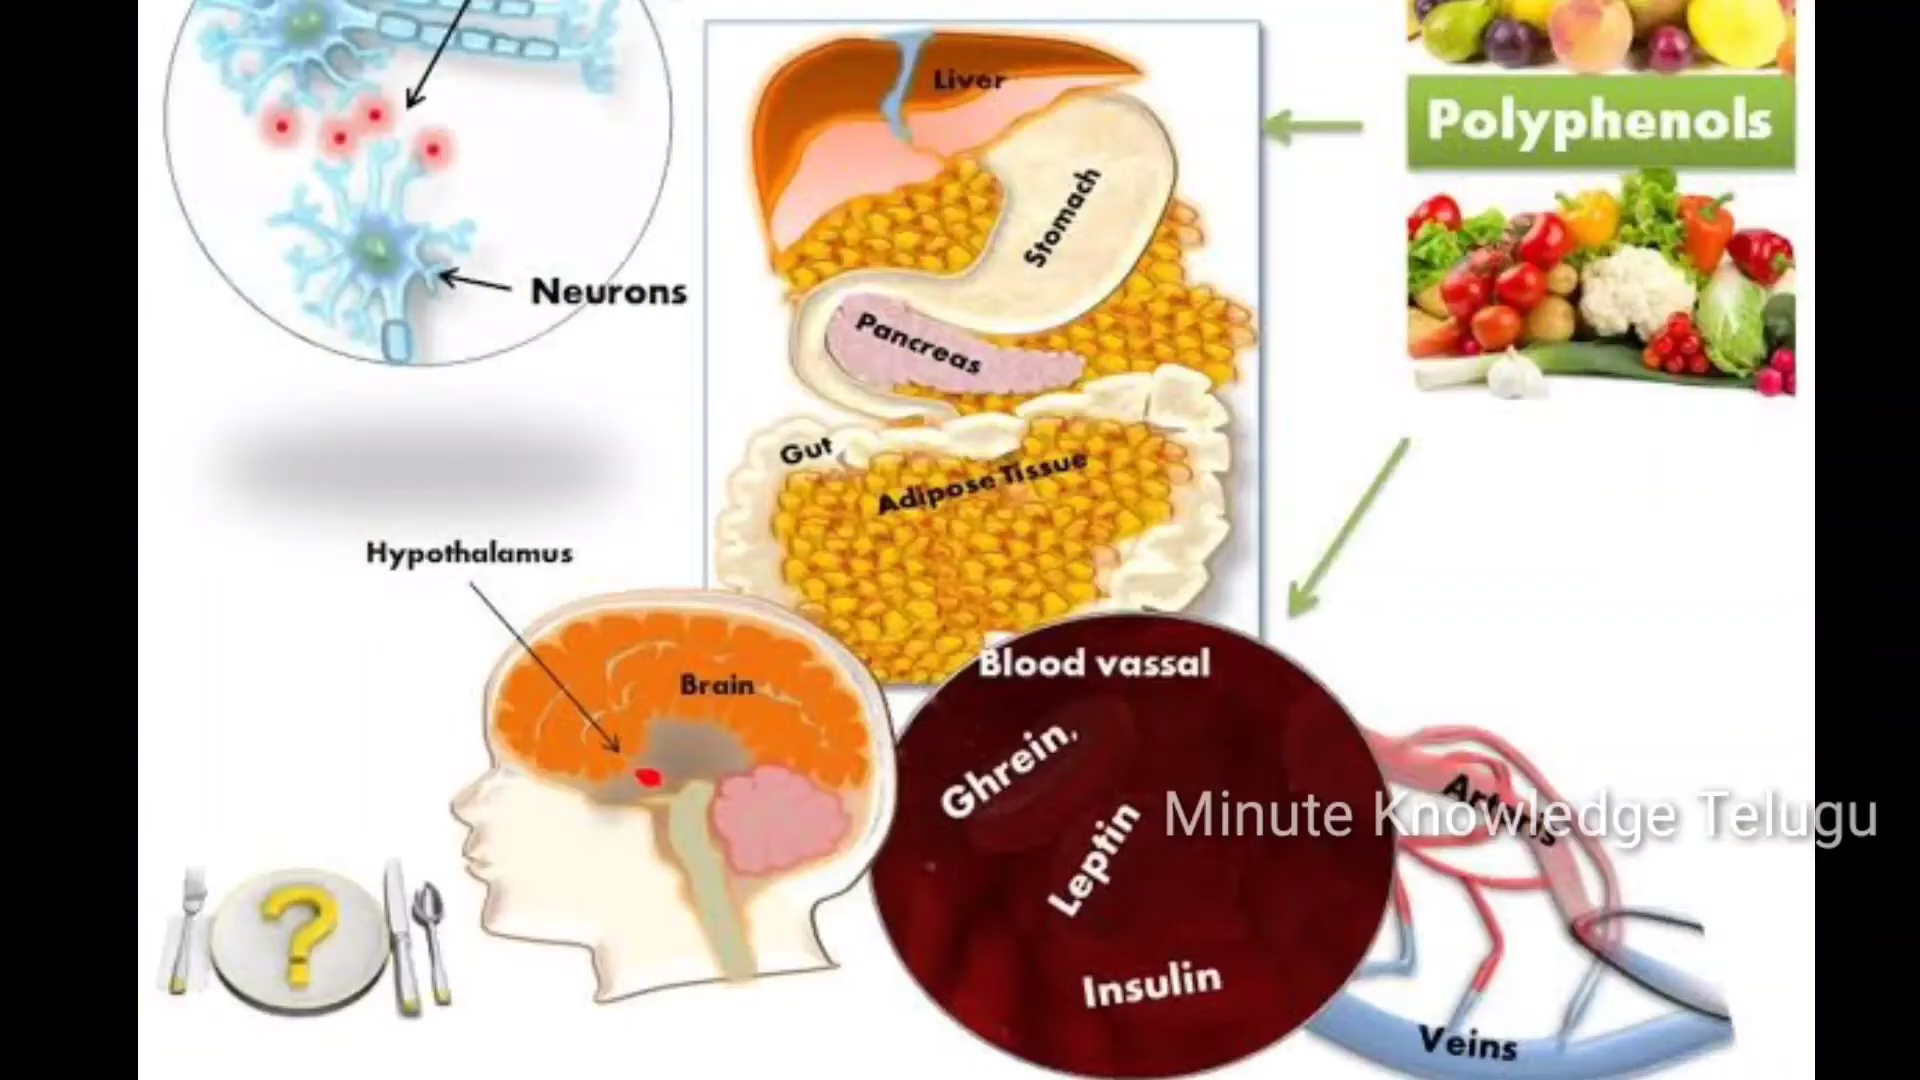 Liver
Polyphenols
Stomach
Neurons
Pancreas
Gut
Adipose Tissue
Hypothalamus
Blood vassal
Brain
Ghrein,
Leptin
Minute Knowledge Telugu
Insulin
Veins